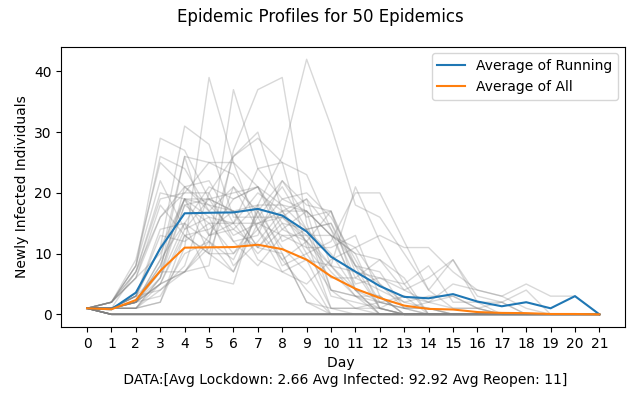 Epidemic Profiles for 50 Epidemics
Average of Running
Average of All
Newly Infected Individuals
40
30
20
10
0
0 1 2 3 4 5 6 7 8 9 10 11 12 13 14 15 16 17 18 19 20 21
Day
DATA:[Avg Lockdown: 2.66 Avg Infected: 92.92 Avg Reopen: 11]